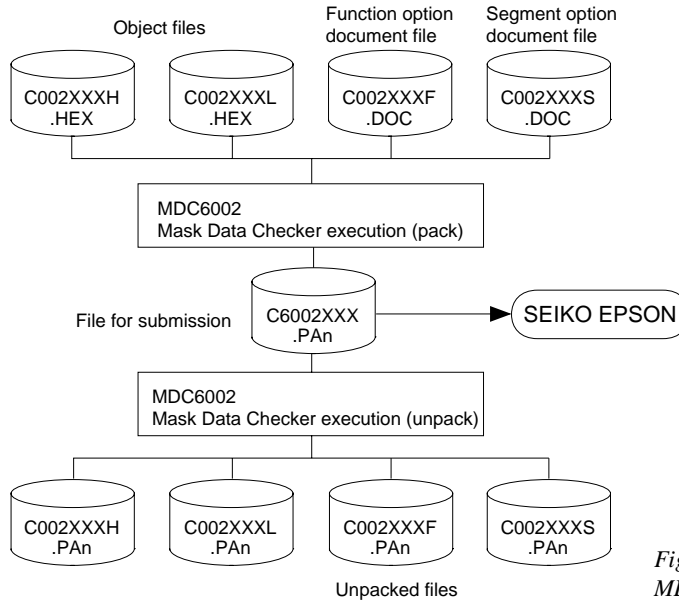 Object files
Function option
document file
Segment option
document file
C002XXXH
.HEX
C002XXXL
.HEX
C002XXXF
.DOC
C002XXXS
.DOC
MDC6002
Mask Data Checker execution (pack)
File for submission
C6002XXX
.PAn
SEIKO EPSON
MDC6002
Mask Data Checker execution (unpack)
C002XXXH
.PAn
C002XXXL
.PAn
C002XXXF
.PAn
C002XXXS
.PAn
Unpacked files